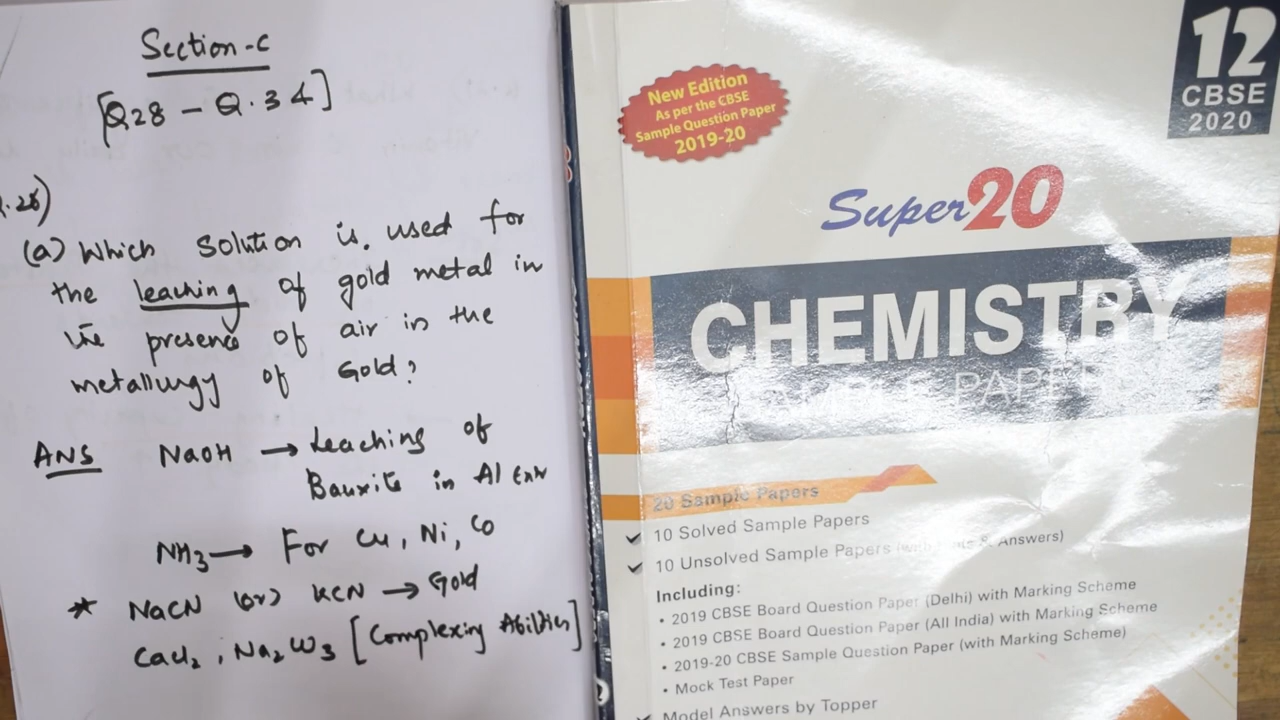 Section-C
[Q28 - Q.34]
(a) Which solution is used for
the leaching of gold metal in
the presence of air in the
metallurgy of Gold?
ANS NaOH → Leaching of
Bauxite in Al Extr
NH3 → For Cu, Ni, Co
* NaCN (or) KCN → Gold
CaCl2, [Complexing Abilities]
New Edition
As per the CBSE
Sample Question Paper
2019-20
12
CBSE
2020
Super20
CHEMISTRY
SAMPLE PAPER
20 Sample Papers
✓ 10 Solved Sample Papers
✓ 10 Unsolved Sample Papers (with & Answers)
Including:
• 2019 CBSE Board Question Paper (Delhi) with Marking Scheme
• 2019 CBSE Board Question Paper (All India) with Marking Scheme
• 2019-20 CBSE Sample Question Paper (with Marking Scheme)
• Mock Test Paper
✓ Model Answers by Topper